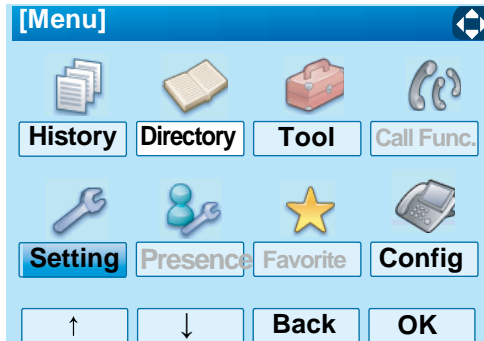 [Menu]
History Directory Tool Call Func.
Setting Presence Favorite Config
↑ ↓ Back OK